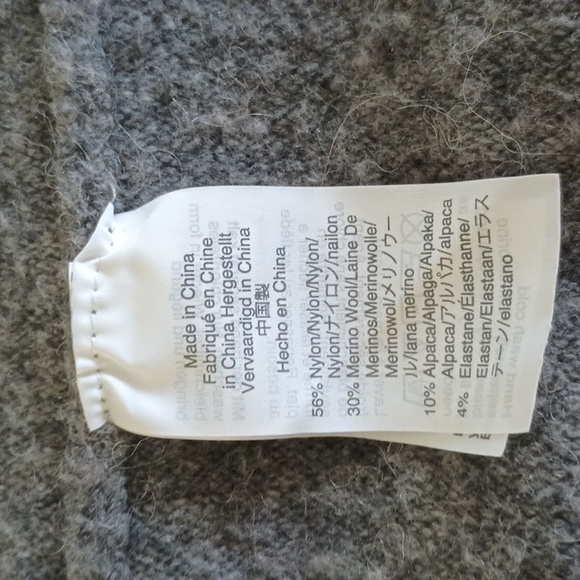 Made in China
Fabriqué en Chine
in China Hergestellt
Vervaardigd in China
中国製
Hecho en China
56% Nylon/Nylon/Nylon/
Nylon/ナイロン/nailon
30% Merino Wool/Laine De
Merinos/Merinowolle/
Merinowol/メリノウー
ル/lana merino
10% Alpaca/Alpaga/Alpaka/
Alpaca/アルパカ/alpaca
4% Elastane/Élasthanne/
Elastan/Elastaan/エラス
テーン/elastano